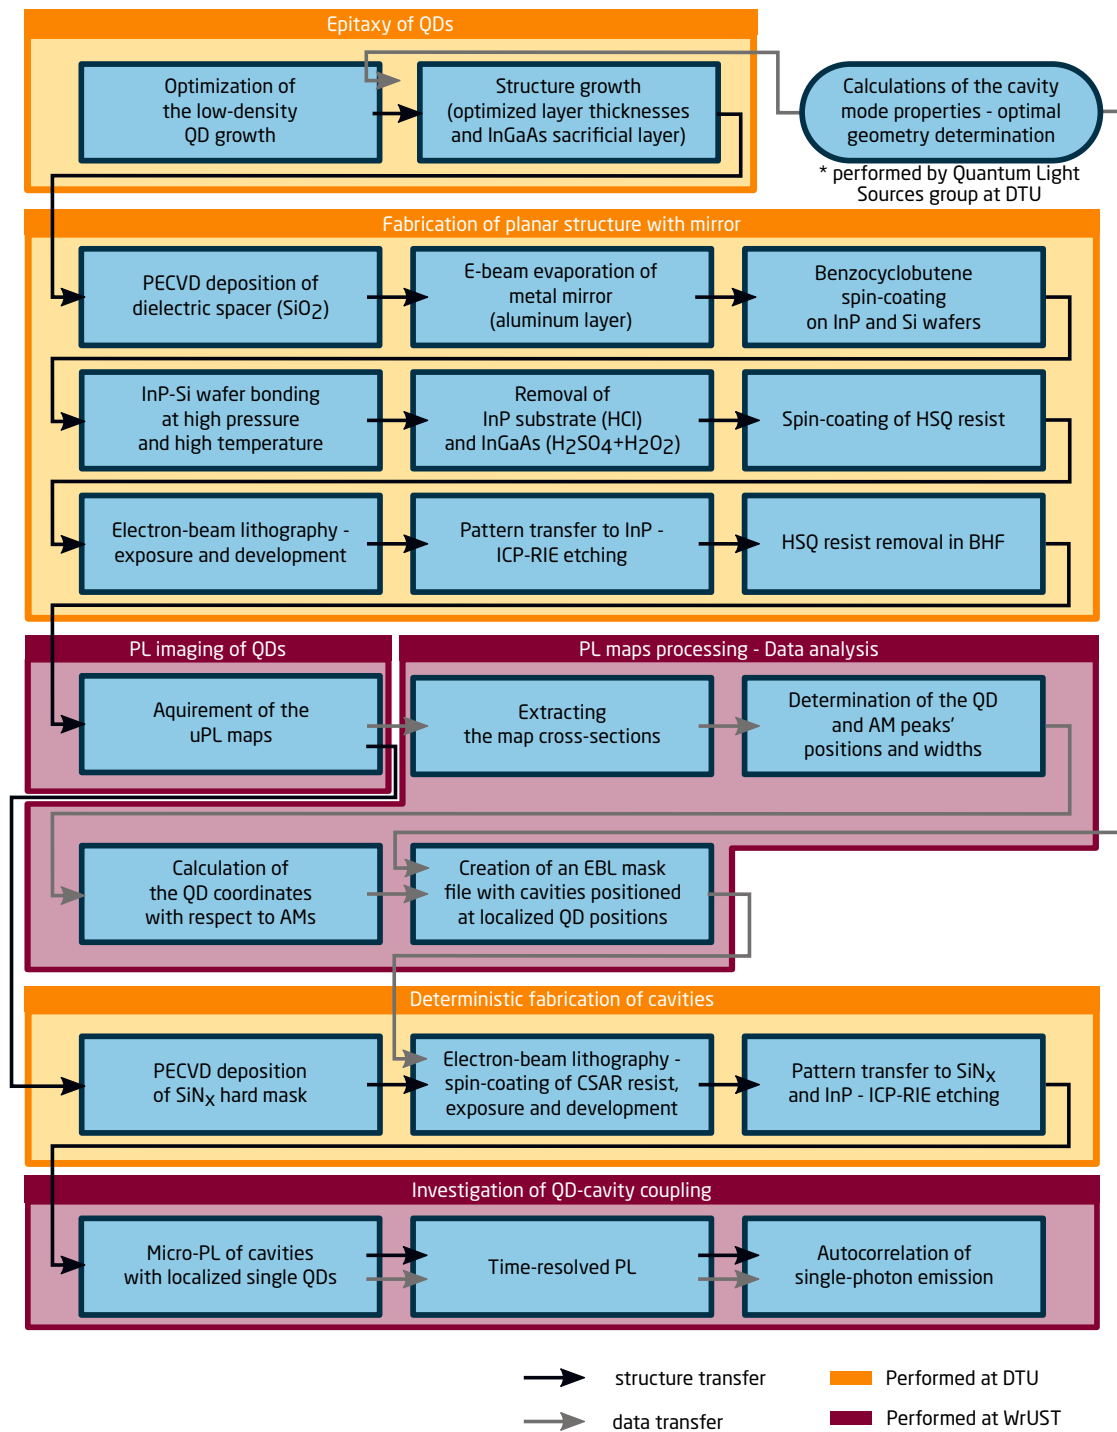 Epitaxy of QDs
Optimization of
the low-density
QD growth
Structure growth
(optimized layer thicknesses
and InGaAs sacrificial layer)
Calculations of the cavity
mode properties - optimal
geometry determination
* performed by Quantum Light
Sources group at DTU
Fabrication of planar structure with mirror
PECVD deposition of
dielectric spacer (SiO2)
E-beam evaporation of
metal mirror
(aluminum layer)
Benzocyclobutene
spin-coating
on InP and Si wafers
InP-Si wafer bonding
at high pressure
and high temperature
Removal of
InP substrate (HCl)
and InGaAs (H2SO4+H2O2)
Spin-coating of HSQ resist
Electron-beam lithography -
exposure and development
Pattern transfer to InP -
ICP-RIE etching
HSQ resist removal in BHF
PL imaging of QDs
Aquirement of the
uPL maps
PL maps processing - Data analysis
Extracting
the map cross-sections
Determination of the QD
and AM peaks'
positions and widths
Calculation of
the QD coordinates
with respect to AMs
Creation of an EBL mask
file with cavities positioned
at localized QD positions
Deterministic fabrication of cavities
PECVD deposition
of SiNx hard mask
Electron-beam lithography -
spin-coating of CSAR resist,
exposure and development
Pattern transfer to SiNx
and InP - ICP-RIE etching
Investigation of QD-cavity coupling
Micro-PL of cavities
with localized single QDs
Time-resolved PL
Autocorrelation of
single-photon emission
structure transfer
Performed at DTU
data transfer
Performed at WrUST